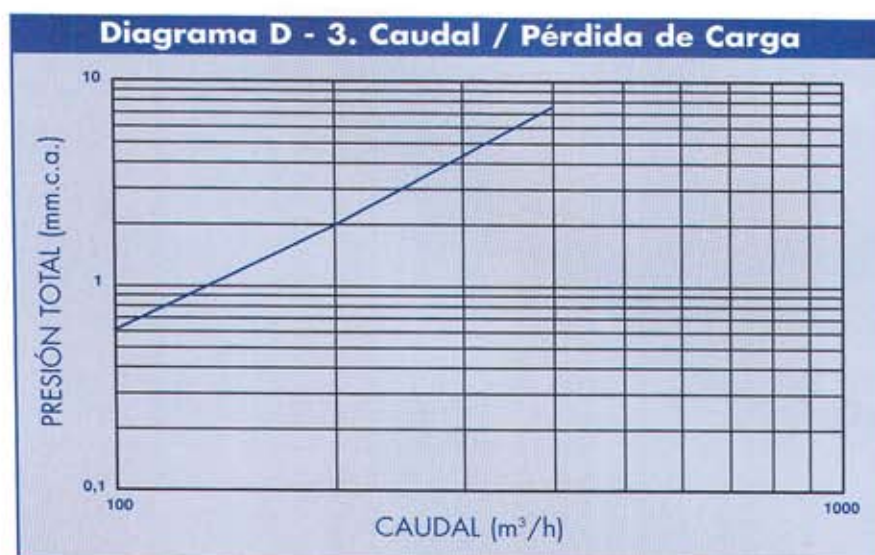 Diagrama D - 3. Caudal / Pérdida de Carga
10
PRESIÓN TOTAL (mm.c.a.)
1
0,1
100
1000
CAUDAL (m³/h)